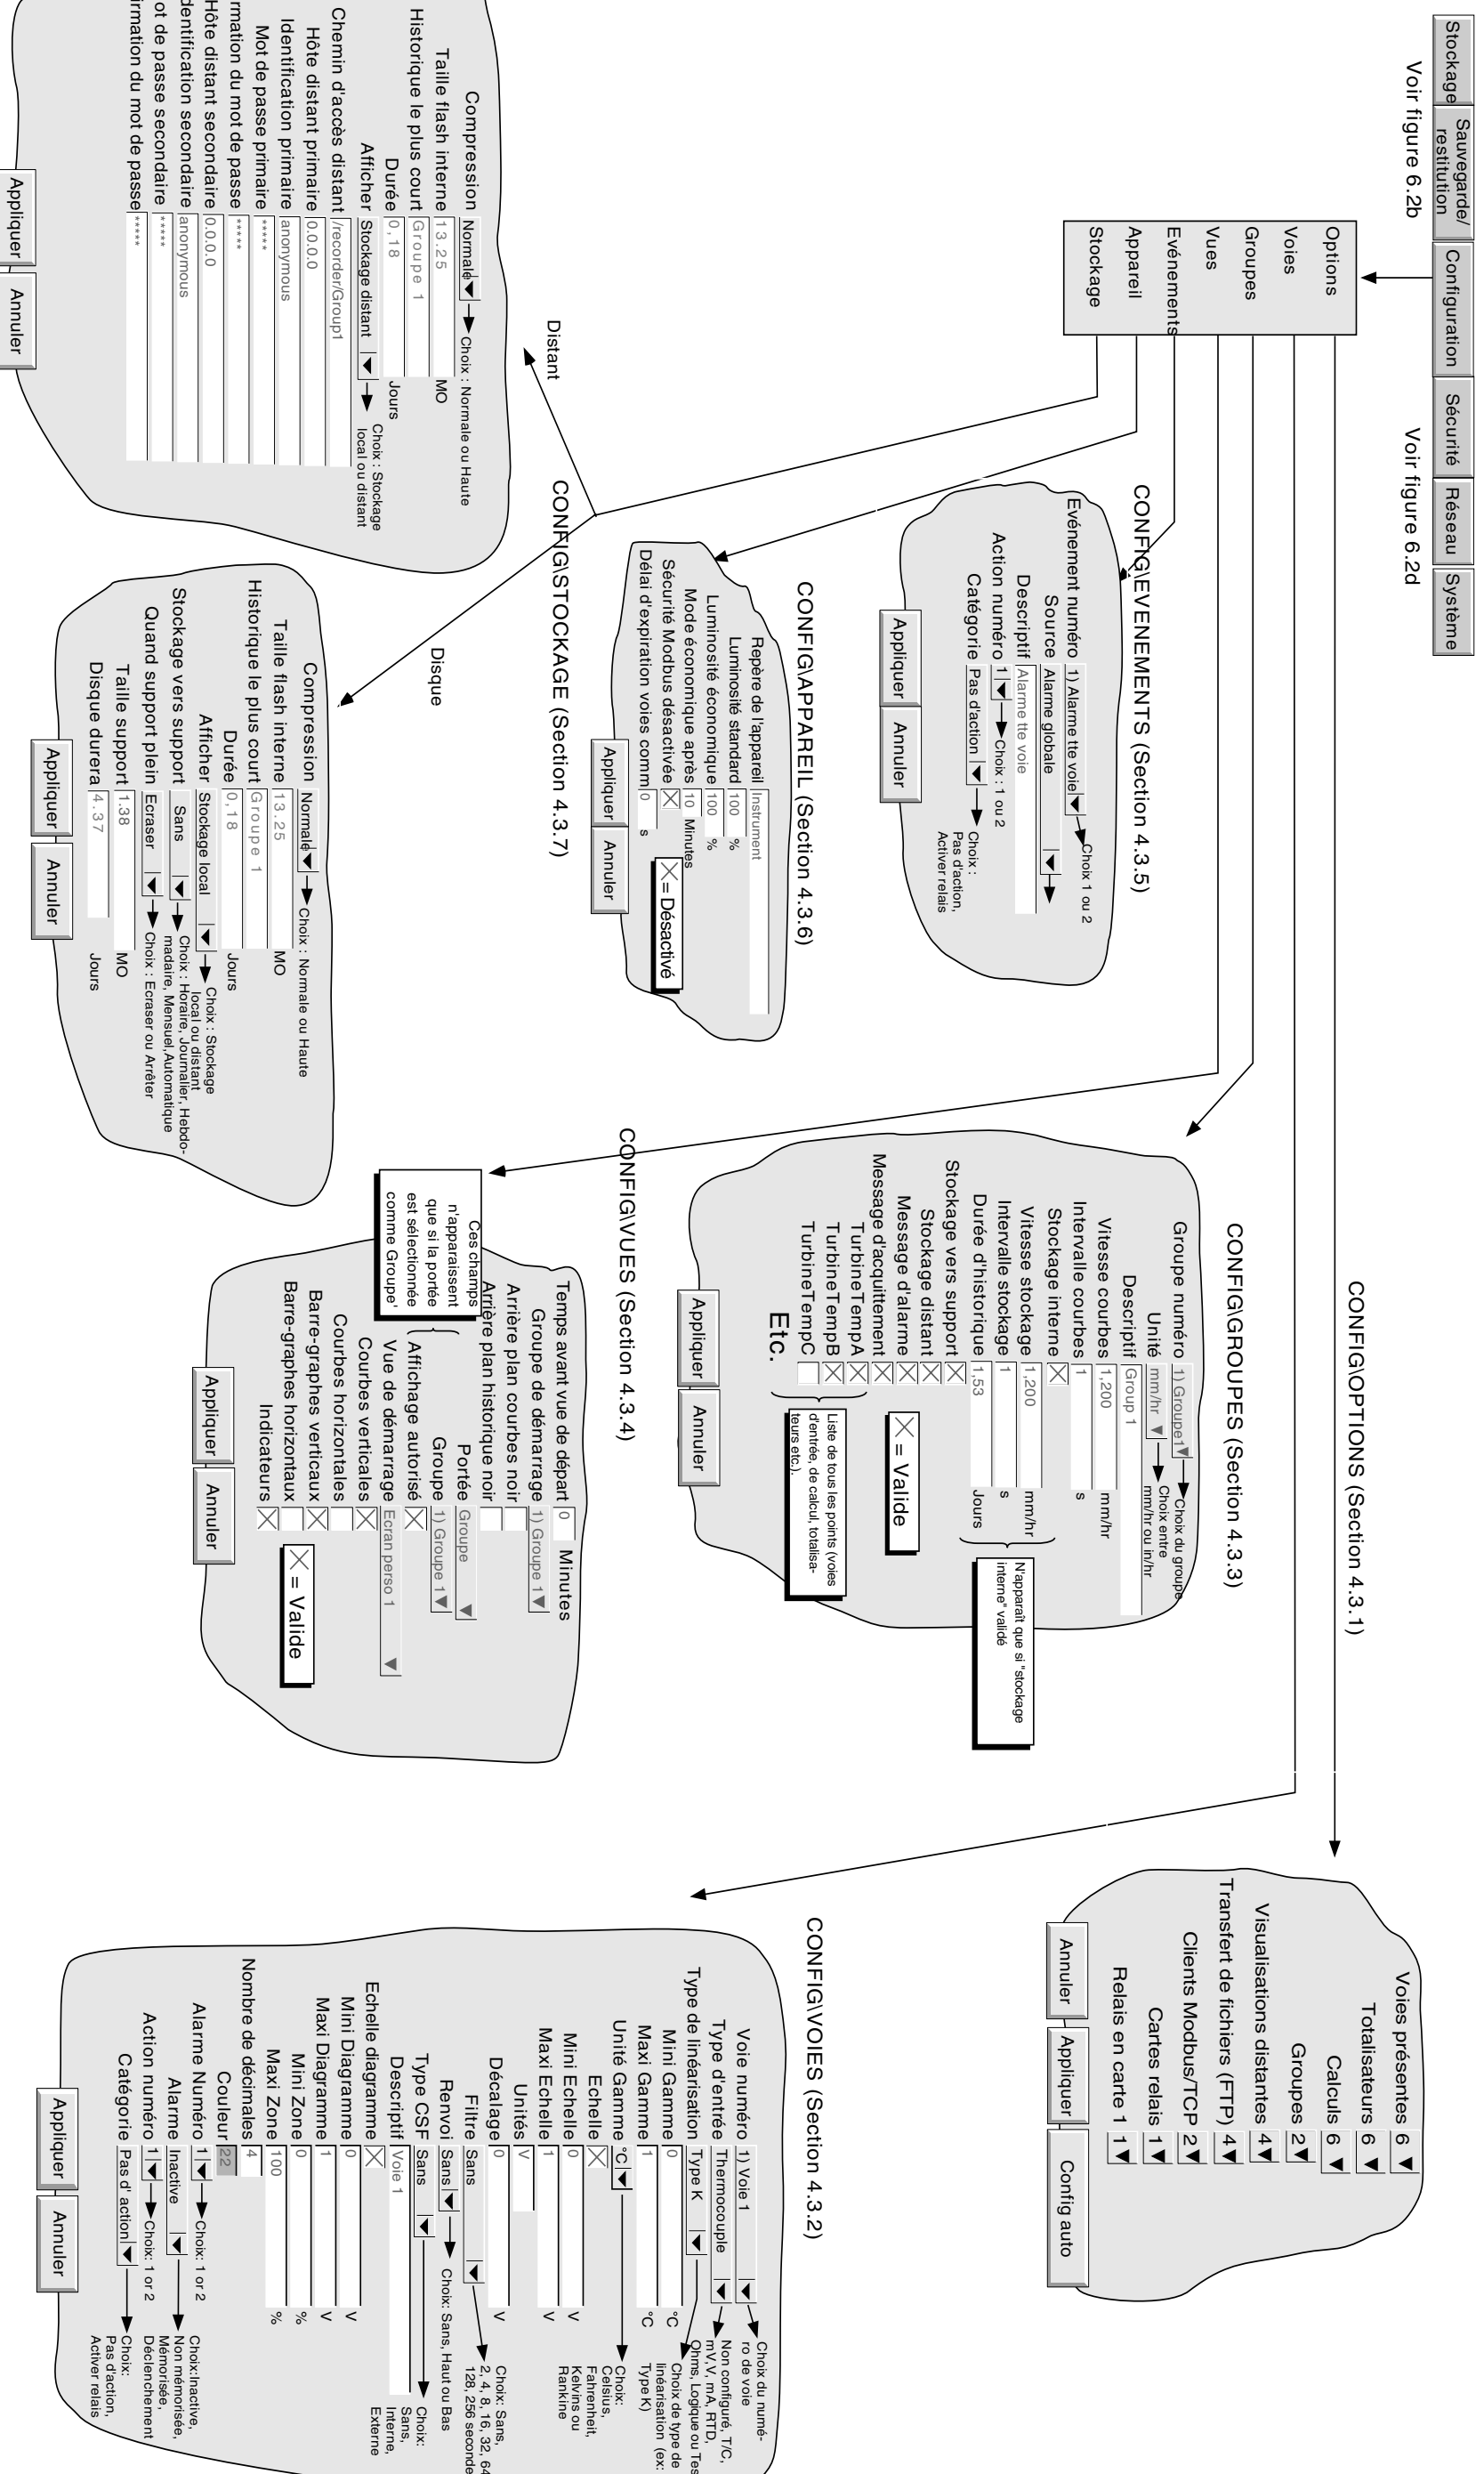 Stockage
Sauvegarde/
restitution
Configuration
Sécurité
Réseau
Système
Voir figure 6.2b
Voir figure 6.2d
Options
Voies
Groupes
Vues
Evénements
Appareil
Stockage
CONFIG\OPTIONS (Section 4.3.1)
Voies présentes 6
Totalisateurs 6
Calculs 6
Groupes 2
Visualisations distantes 4
Transfert de fichiers (FTP) 4
Clients Modbus/TCP 2
Cartes relais 1
Relais en carte 1 1
Annuler
Appliquer
Config auto
CONFIG\EVENEMENTS (Section 4.3.5)
Evénement numéro 1) Alarme tte voie Choix 1 ou 2
Source Alarme globale
Descriptif Alarme tte voie
Action numéro 1 Choix : 1 ou 2
Catégorie Pas d'action Choix :
Pas d'action,
Activer relais
Appliquer
Annuler
CONFIG\GROUPES (Section 4.3.3)
Groupe numéro 1) Groupe1 Choix du groupe
Unité mm/hr Choix entre
mm/hr ou in/hr
Descriptif Group 1
Vitesse courbes 1,200 mm/hr
Intervalle courbes 1 s
Stockage interne
Vitesse stockage 1,200 mm/hr
Intervalle stockage 1 s
Durée d'historique 1,53 Jours
N'apparaît que si "stockage
interne" validé
Stockage vers support
Stockage distant
Message d'alarme
Message d'acquittement
TurbineTempA
TurbineTempB
TurbineTempC
Etc.
= Valide
Liste de tous les points (voies
d'entrée, de calcul, totalisa-
teurs etc.).
Appliquer
Annuler
CONFIG\APPAREIL (Section 4.3.6)
Repère de l'appareil Instrument
Luminosité standard 100 %
Luminosité économique 100 %
Mode économique après 10 Minutes
Sécurité Modbus désactivée
Délai d'expiration voies comm 0 s
= Désactivé
Appliquer
Annuler
CONFIG\VOIES (Section 4.3.2)
Voie numéro 1) Voie 1 Choix du numé-
ro de voie
Type d'entrée Thermocouple Non configuré, T/C,
mV,V, mA, RTD,
Ohms, Logique ou Tes
Type de linéarisation Type K Choix de type de
linéarisation (ex:
Type K)
Mini Gamme 0 °C
Maxi Gamme 1 °C
Unité Gamme °C Choix:
Celsius,
Fahrenheit,
Kelvins ou
Rankine
Echelle
Mini Echelle 0 V
Maxi Echelle 1 V
Unités V
Décalage 0 V
Filtre Sans Choix: Sans,
2, 4, 8, 16, 32, 64
128, 256 seconde
Renvoi Sans Choix: Sans, Haut ou Bas
Type CSF Sans Choix:
Sans,
Interne,
Externe
Descriptif Voie 1
Echelle diagramme
Mini Diagramme 0 V
Maxi Diagramme 1 V
Mini Zone 0 %
Maxi Zone 100 %
Nombre de décimales 4
Couleur 22
Alarme Numéro 1 Choix: 1 or 2
Alarme Inactive Choix:Inactive,
Non mémorisée,
Mémorisée,
Déclenchement
Action numéro 1 Choix: 1 or 2
Catégorie Pas d' action Choix:
Pas d'action,
Activer relais
Appliquer
Annuler
CONFIG\VUES (Section 4.3.4)
Temps avant vue de départ 0 Minutes
Groupe de démarrage 1) Groupe 1
Arrière plan courbes noir
Arrière plan historique noir
Portée Groupe
Groupe 1) Groupe 1
Affichage autorisé
Vue de démarrage Ecran perso 1
Courbes verticales
Courbes horizontales
Barre-graphes verticaux
Barre-graphes horizontaux
Indicateurs
Ces champs
n'apparaissent
que si la portée
est sélectionnée
comme Groupe'
= Valide
Appliquer
Annuler
CONFIG\STOCKAGE (Section 4.3.7)
Distant
Disque
Compression Normale Choix : Normale ou Haute
Taille flash interne 13.25 MO
Historique le plus court Groupe 1
Durée 0,18 Jours
Afficher Stockage distant Choix : Stockage
local ou distant
Chemin d'accès distant /recorder/Group1
Hôte distant primaire 0.0.0.0
Identification primaire anonymous
Mot de passe primaire *****
rmation du mot de passe *****
Hôte distant secondaire 0.0.0.0
dentification secondaire anonymous
ot de passe secondaire *****
irmation du mot de passe *****
Appliquer
Annuler
Compression Normale Choix : Normale ou Haute
Taille flash interne 13.25 MO
Historique le plus court Groupe 1
Durée 0,18 Jours
Afficher Stockage local Choix : Stockage
local ou distant
Stockage vers support Sans Choix : Horaire, Journalier, Hebdo-
madaire, Mensuel,Automatique
Quand support plein Ecraser Choix : Ecraser ou Arrêter
Taille support 1.38 MO
Disque durera 4.37 Jours
Appliquer
Annuler